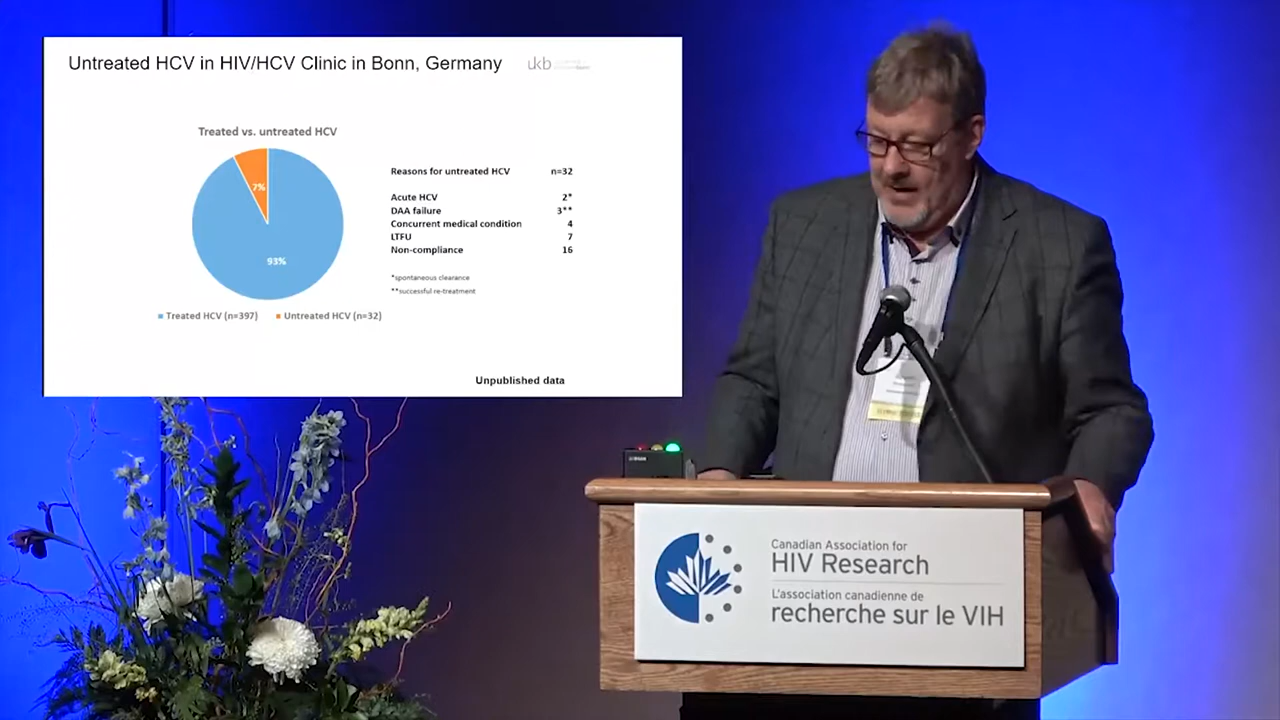 Untreated HCV in HIV/HCV Clinic in Bonn, Germany
ukb
Treated vs. untreated HCV
7%
93%
Treated HCV (n=397) Untreated HCV (n=32)
Reasons for untreated HCV n=32
Acute HCV 2*
DAA failure 3**
Concurrent medical condition 4
LTFU 7
Non-compliance 16
*spontaneous clearance
**successful re-treatment
Unpublished data
Canadian Association for
HIV Research
L'association canadienne de
recherche sur le VIH